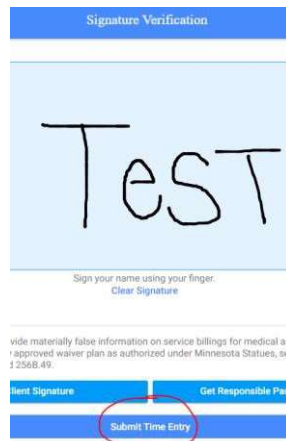 Signature Verification
TesT
Sign your name using your finger.
Clear Signature
vide materially false information on service billings for medical a
approved waiver plan as authorized under Minnesota Statues, se
256B.49.
lient Signature
Get Responsible Pa
Submit Time Entry